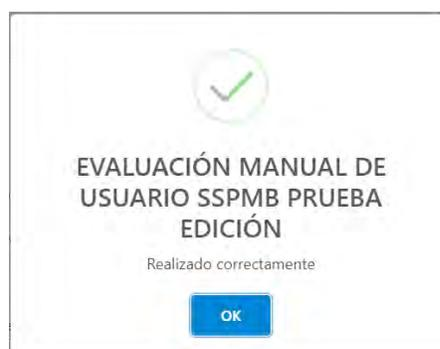 EVALUACIÓN MANUAL DE
USUARIO SSPMB PRUEBA
EDICIÓN
Realizado correctamente
OK